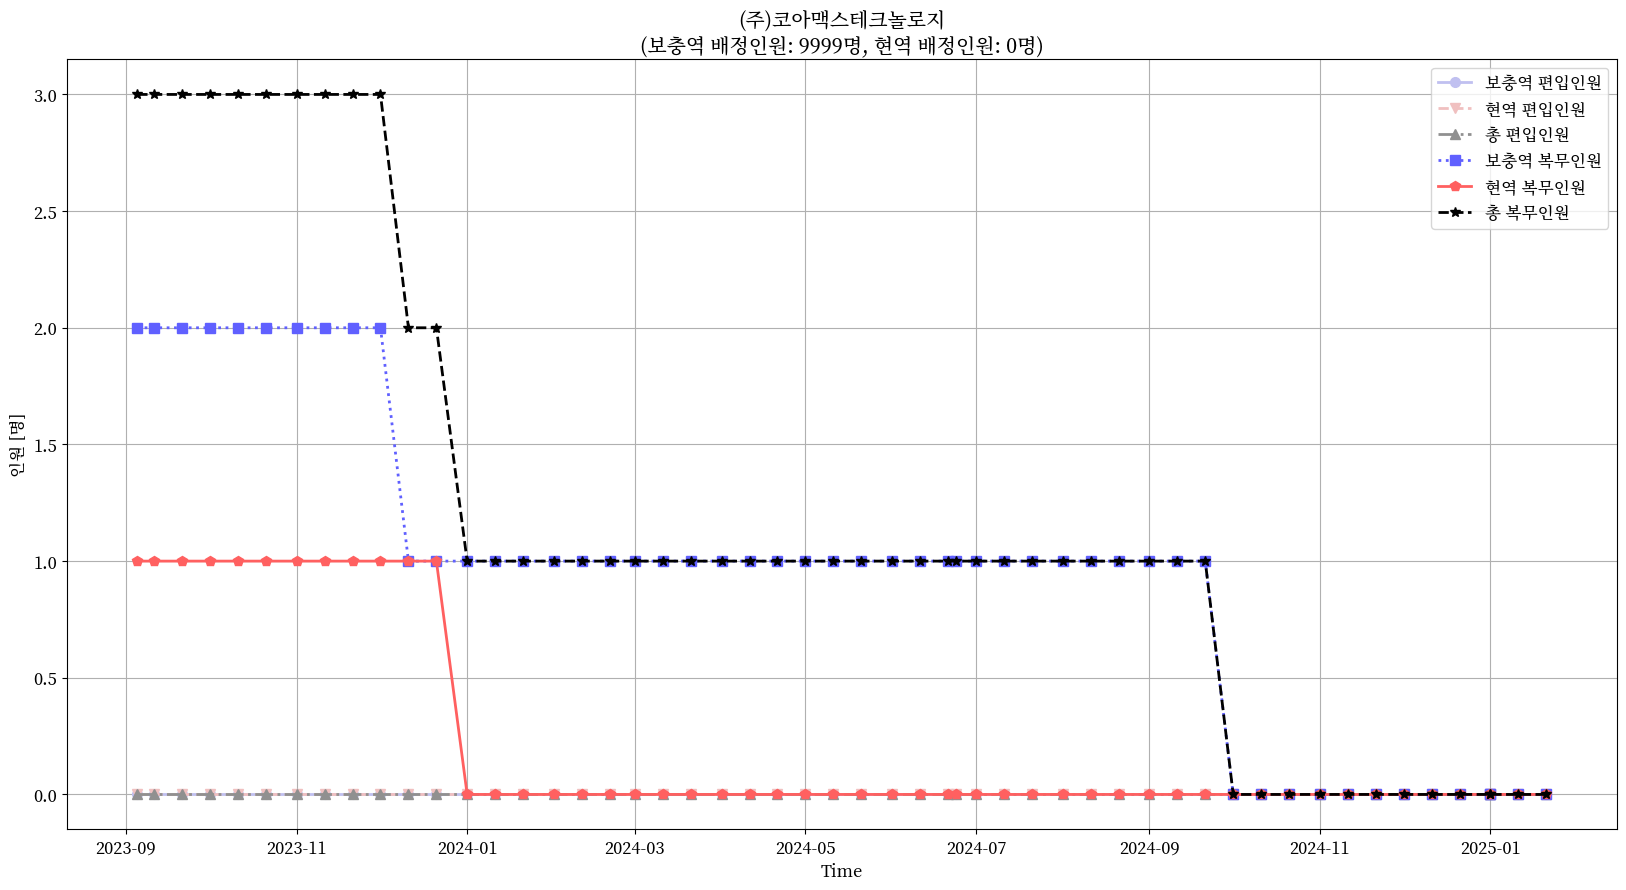 (주)코아맥스테크놀로지
(보충역 배정인원: 9999명, 현역 배정인원: 0명)
보충역 편입인원
현역 편입인원
총 편입인원
보충역 복무인원
현역 복무인원
총 복무인원
3.0
2.5
2.0
1.5
1.0
0.5
0.0
인원 [명]
2023-09
2023-11
2024-01
2024-03
2024-05
2024-07
2024-09
2024-11
2025-01
Time